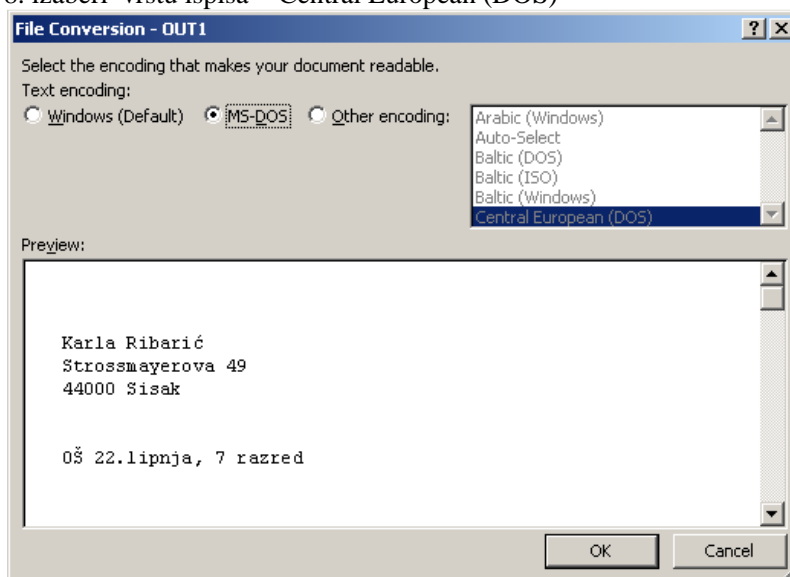 8. izaberi vrstu ispisa – Central European (DOS)
File Conversion - OUT1
Select the encoding that makes your document readable.
Text encoding:
Windows (Default) MS-DOS Other encoding:
Arabic (Windows)
Auto-Select
Baltic (DOS)
Baltic (ISO)
Baltic (Windows)
Central European (DOS)
Preview:
Karla Ribarić
Strossmayerova 49
44000 Sisak
OŠ 22.lipnja, 7 razred
OK Cancel